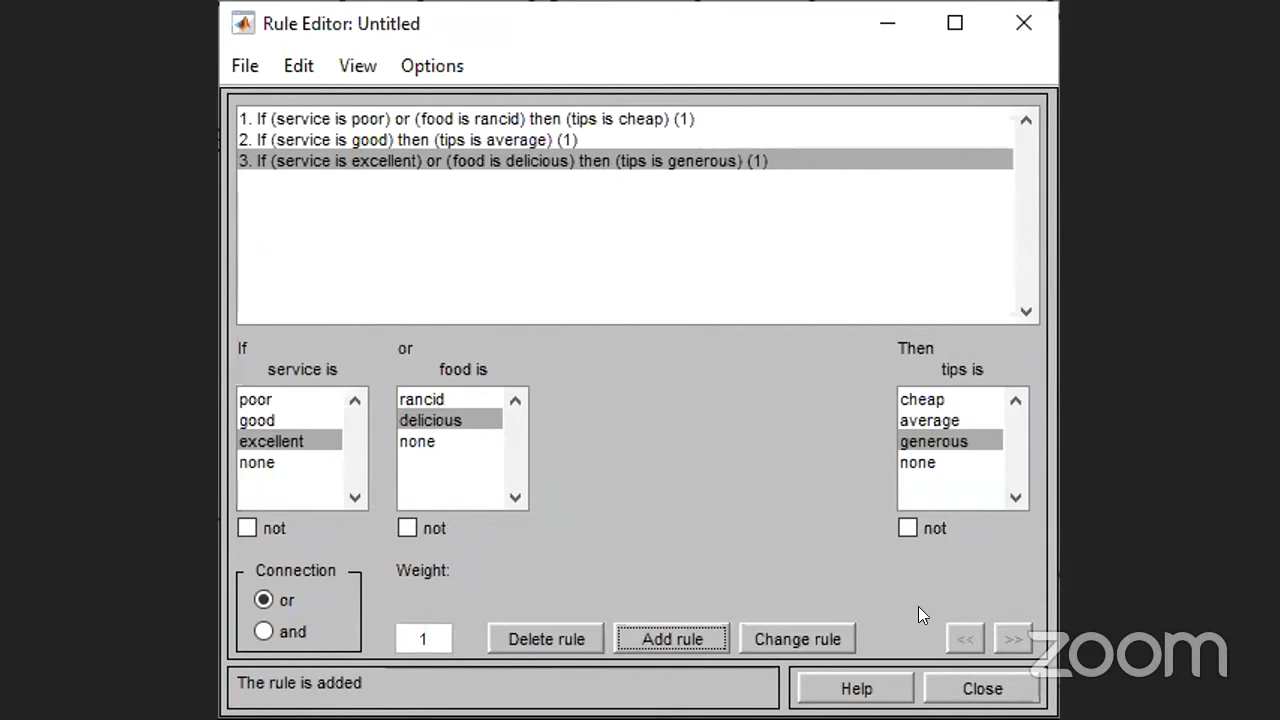 Rule Editor: Untitled
File Edit View Options
1. If (service is poor) or (food is rancid) then (tips is cheap) (1)
2. If (service is good) then (tips is average) (1)
3. If (service is excellent) or (food is delicious) then (tips is generous) (1)
If or Then
service is food is tips is
poor rancid cheap
good delicious average
excellent none generous
none none
not not not
Connection Weight:
or
and 1 Delete rule Add rule Change rule << >>
The rule is added Help Close
zoom